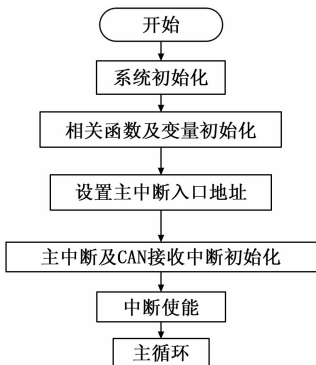 开始
系统初始化
相关函数及变量初始化
设置主中断入口地址
主中断及CAN接收中断初始化
中断使能
主循环